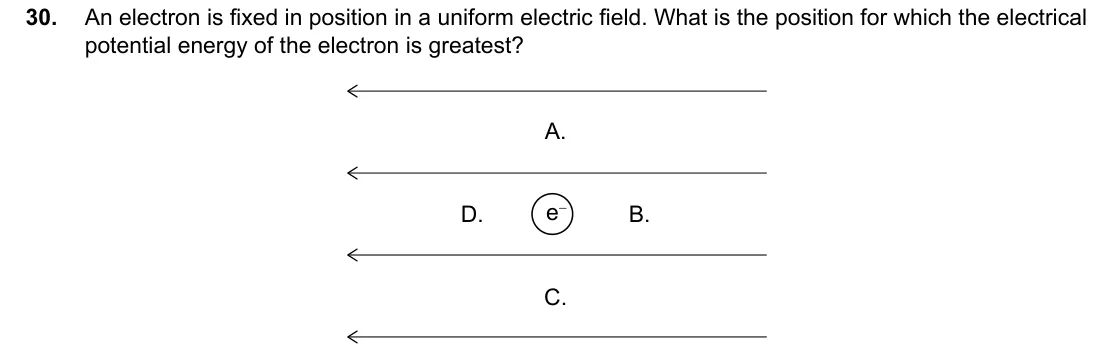 30. An electron is fixed in position in a uniform electric field. What is the position for which the electrical
potential energy of the electron is greatest?
A.
D. e⁻ B.
C.